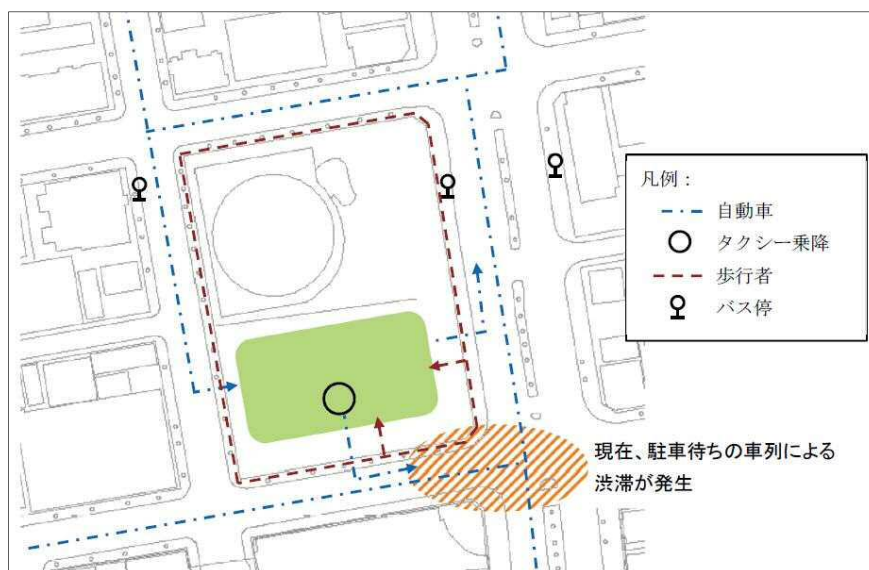 凡例：
自動車
タクシー乗降
歩行者
バス停
現在、駐車待ちの車列による
渋滞が発生